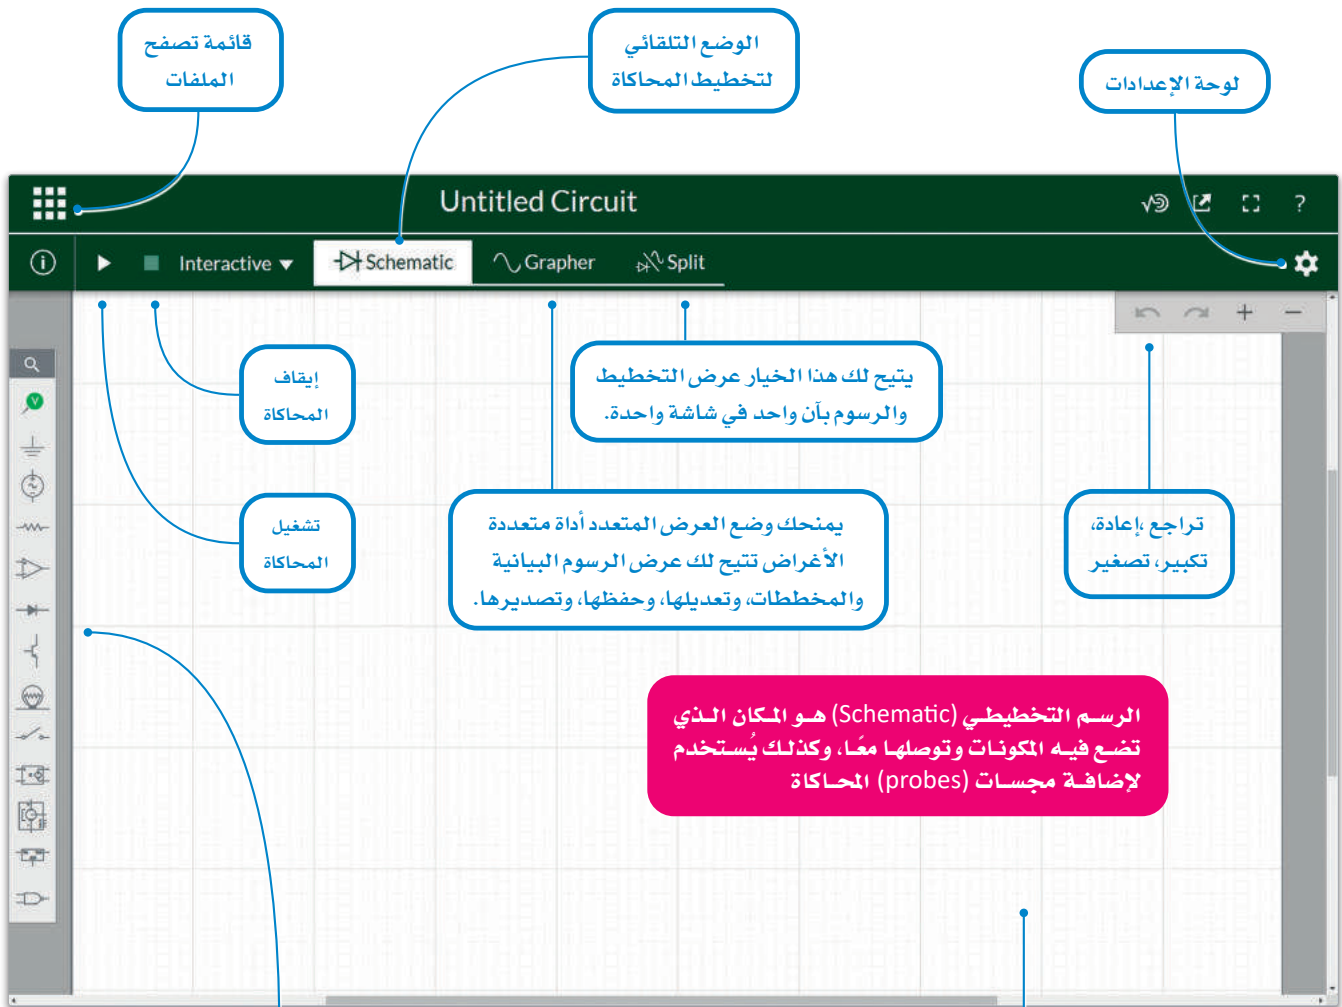 قائمة تصفح
الملفات
الوضع التلقائي
لتخطيط المحاكاة
لوحة الإعدادات
Untitled Circuit
?
Interactive
Schematic
Grapher
Split
إيقاف
المحاكاة
يتيح لك هذا الخيار عرض التخطيط
والرسوم بآن واحد في شاشة واحدة.
تشغيل
المحاكاة
يمنحك وضع العرض المتعدد أداة متعددة
الأغراض تتيح لك عرض الرسوم البيانية
والمخططات، وتعديلها، وحفظها، وتصديرها.
تراجع ،إعادة،
تكبير، تصغير
الرسم التخطيطي (Schematic) هو المكان الذي
تضع فيه المكونات وتوصلها معًا، وكذلك يُستخدم
لإضافة مجسات (probes) المحاكاة